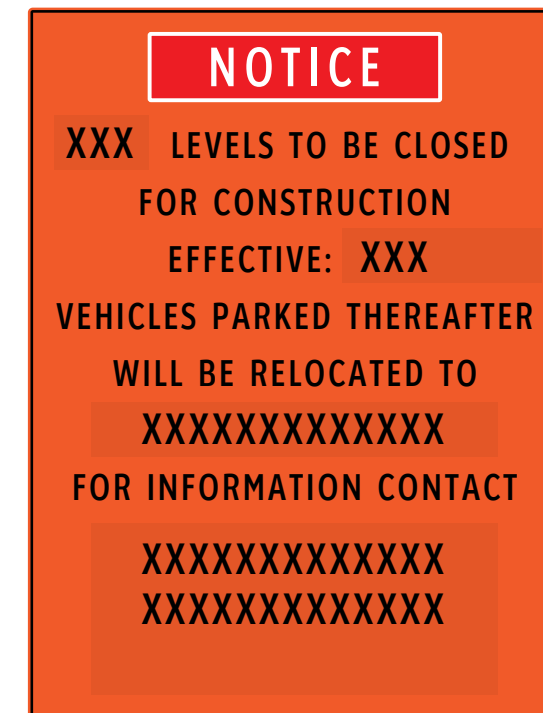 NOTICE
XXX LEVELS TO BE CLOSED
FOR CONSTRUCTION
EFFECTIVE: XXX
VEHICLES PARKED THEREAFTER
WILL BE RELOCATED TO
XXXXXXXXXXXXX
FOR INFORMATION CONTACT
XXXXXXXXXXXXX
XXXXXXXXXXXXX